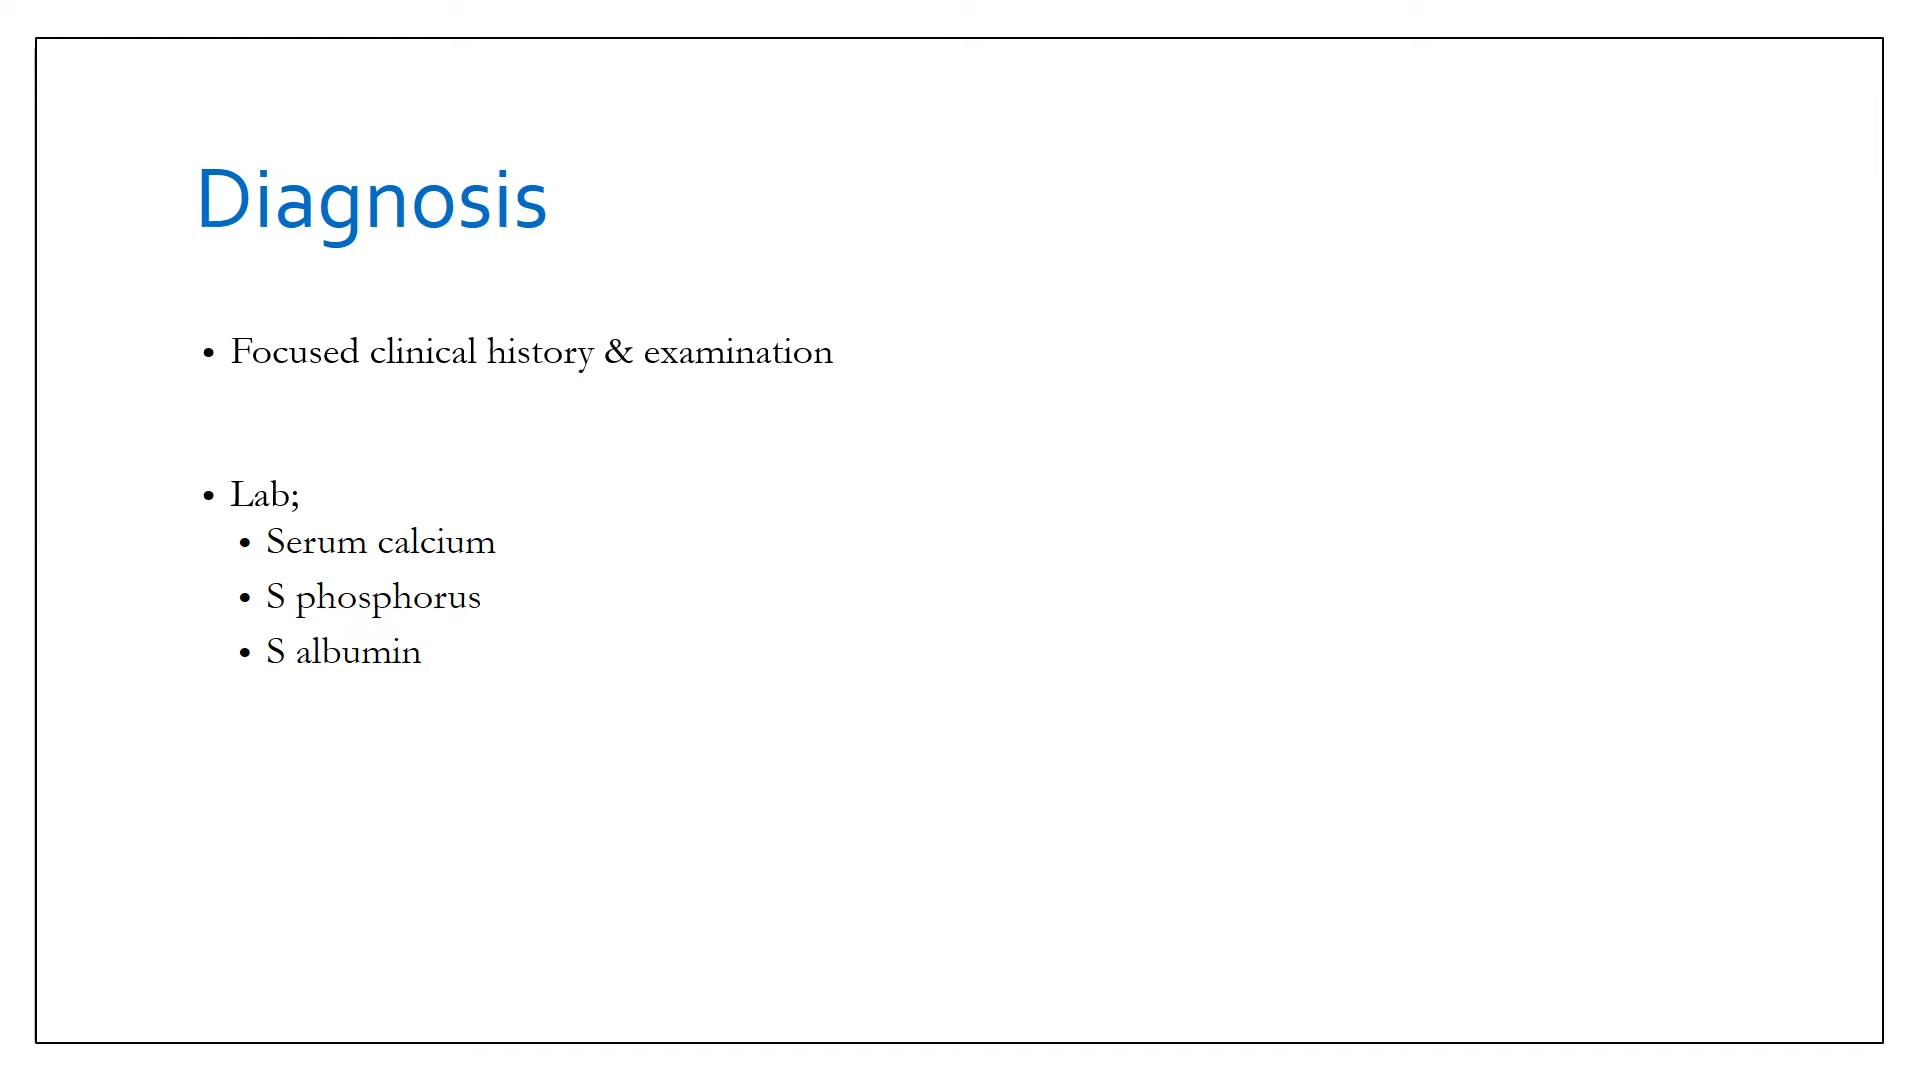 Diagnosis
• Focused clinical history & examination
• Lab;
• Serum calcium
• S phosphorus
• S albumin